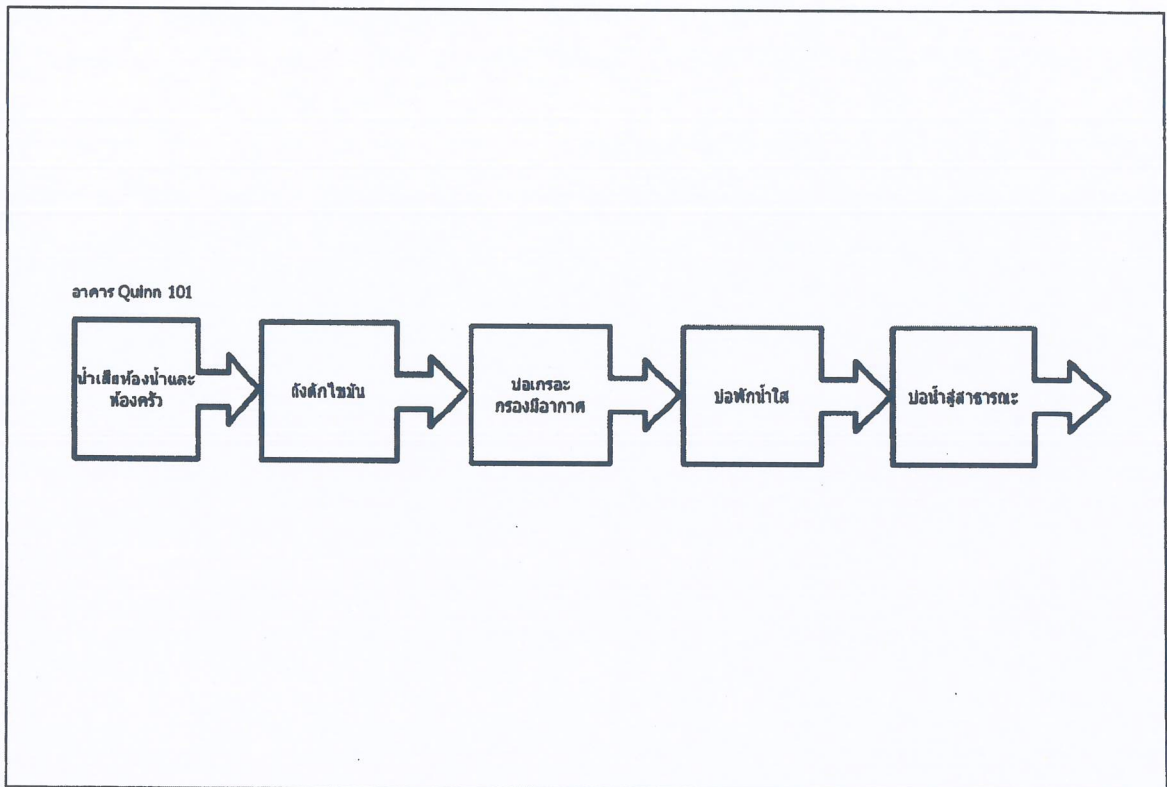 อาคาร Quinn 101
น้ำเสียห้องน้ำและ
ห้องครัว
ถังดักไขมัน
บ่อเกรอะ
กรองมีอากาศ
บ่อพักน้ำใส
บ่อน้ำสู่สาธารณะ